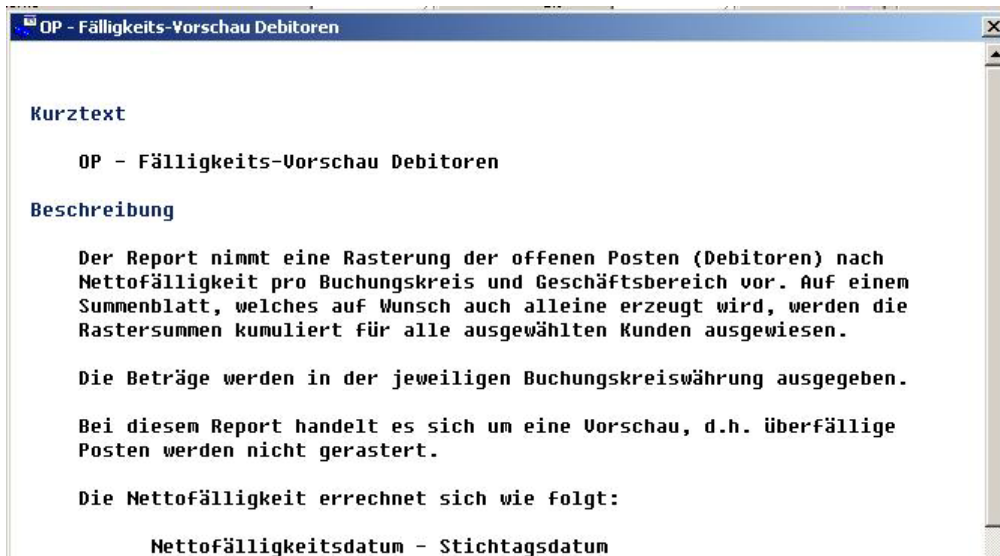 OP - Fälligkeits-Vorschau Debitoren
Kurztext
OP - Fälligkeits-Vorschau Debitoren
Beschreibung
Der Report nimmt eine Rasterung der offenen Posten (Debitoren) nach
Nettofälligkeit pro Buchungskreis und Geschäftsbereich vor. Auf einem
Summenblatt, welches auf Wunsch auch alleine erzeugt wird, werden die
Rastersummen kumuliert für alle ausgewählten Kunden ausgewiesen.
Die Beträge werden in der jeweiligen Buchungskreiswährung ausgegeben.
Bei diesem Report handelt es sich um eine Vorschau, d.h. überfällige
Posten werden nicht gerastert.
Die Nettofälligkeit errechnet sich wie folgt:
Nettofälligkeitsdatum - Stichtagsdatum